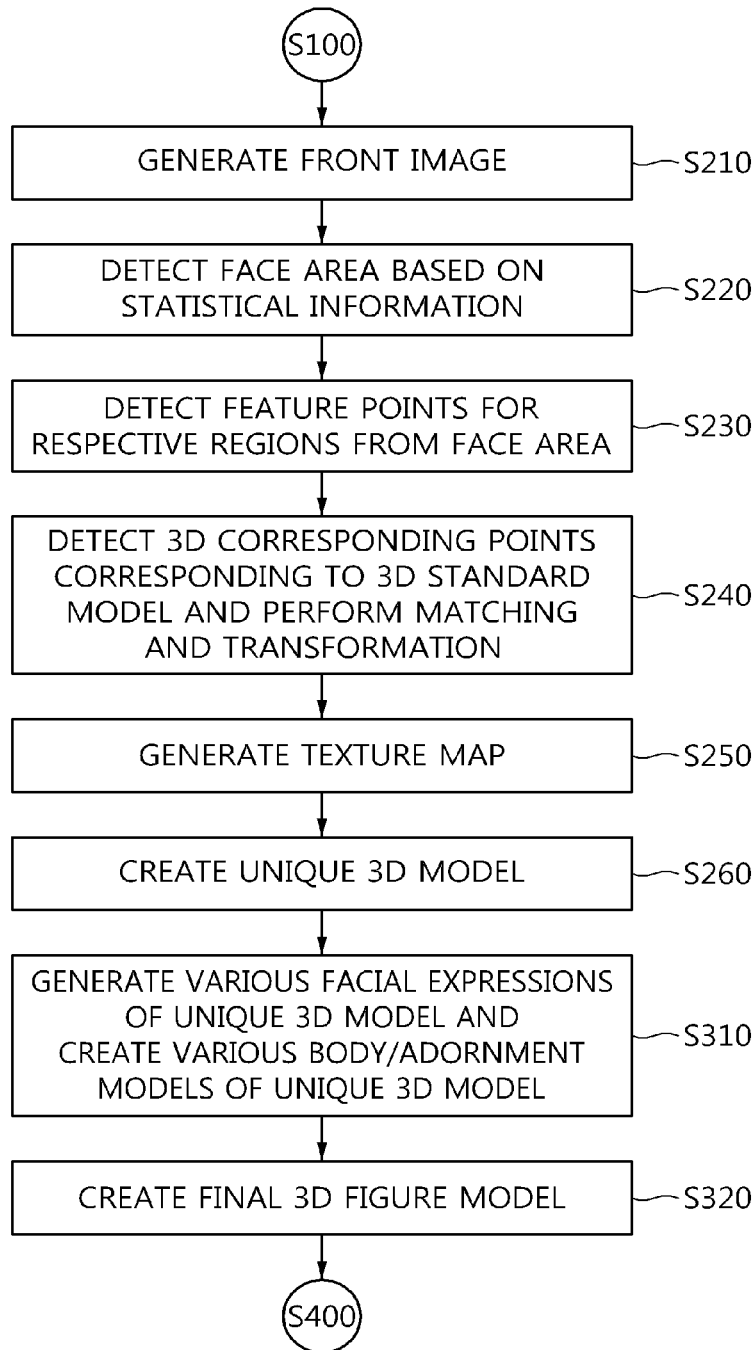 S100
GENERATE FRONT IMAGE
S210
DETECT FACE AREA BASED ON
STATISTICAL INFORMATION
S220
DETECT FEATURE POINTS FOR
RESPECTIVE REGIONS FROM FACE AREA
S230
DETECT 3D CORRESPONDING POINTS
CORRESPONDING TO 3D STANDARD
MODEL AND PERFORM MATCHING
AND TRANSFORMATION
S240
GENERATE TEXTURE MAP
S250
CREATE UNIQUE 3D MODEL
S260
GENERATE VARIOUS FACIAL EXPRESSIONS
OF UNIQUE 3D MODEL AND
CREATE VARIOUS BODY/ADORNMENT
MODELS OF UNIQUE 3D MODEL
S310
CREATE FINAL 3D FIGURE MODEL
S320
S400